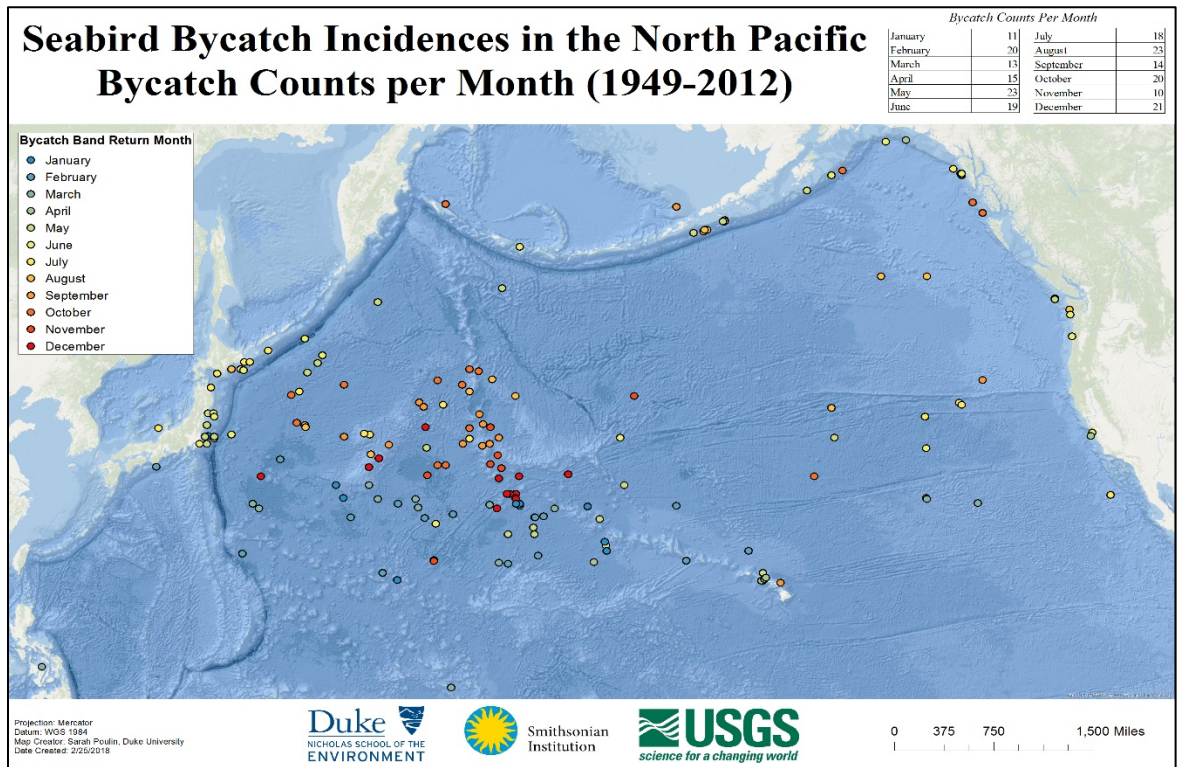 Seabird Bycatch Incidences in the North Pacific
Bycatch Counts per Month (1949-2012)
Bycatch Counts Per Month
January 11 July 18
February 20 August 23
March 13 September 14
April 15 October 20
May 23 November 10
June 19 December 21
Bycatch Band Return Month
January
February
March
April
May
June
July
August
September
October
November
December
Projection: Mercator
Datum: WGS 1984
Map Creator: Sarah Poulin, Duke University
Date Created: 2/25/2018
Duke
NICHOLAS SCHOOL OF THE
ENVIRONMENT
Smithsonian
Institution
USGS
science for a changing world
0 375 750 1,500 Miles